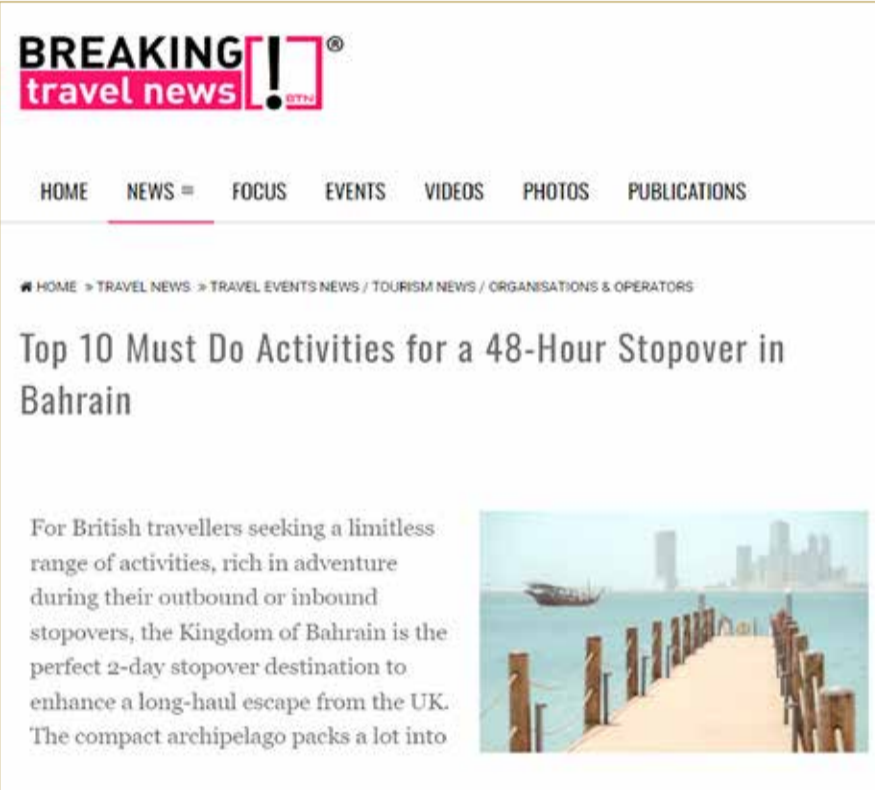 BREAKING
travel news
[!]®
BTN
HOME NEWS ≡ FOCUS EVENTS VIDEOS PHOTOS PUBLICATIONS
HOME » TRAVEL NEWS » TRAVEL EVENTS NEWS / TOURISM NEWS / ORGANISATIONS & OPERATORS
Top 10 Must Do Activities for a 48-Hour Stopover in
Bahrain
For British travellers seeking a limitless
range of activities, rich in adventure
during their outbound or inbound
stopovers, the Kingdom of Bahrain is the
perfect 2-day stopover destination to
enhance a long-haul escape from the UK.
The compact archipelago packs a lot into